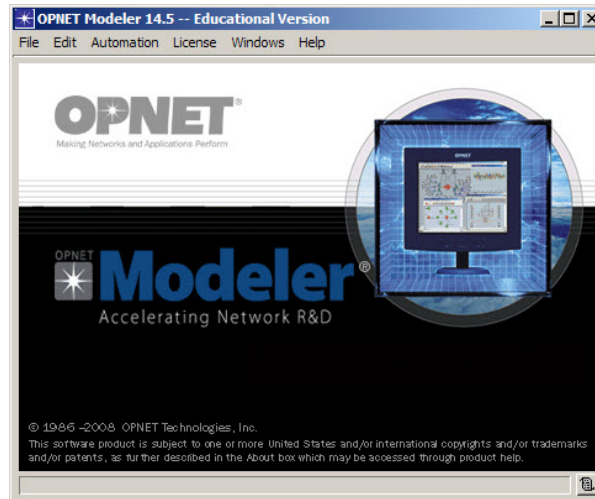 OPNET Modeler 14.5 -- Educational Version
File Edit Automation License Windows Help
OPNET®
Making Networks and Applications Perform
OPNET
OPNET
Modeler®
Accelerating Network R&D
© 1986 -2008 OPNET Technologies, Inc.
This software product is subject to one or more United States and/or international copyrights and/or trademarks
and/or patents, as further described in the About box which may be accessed through product help.